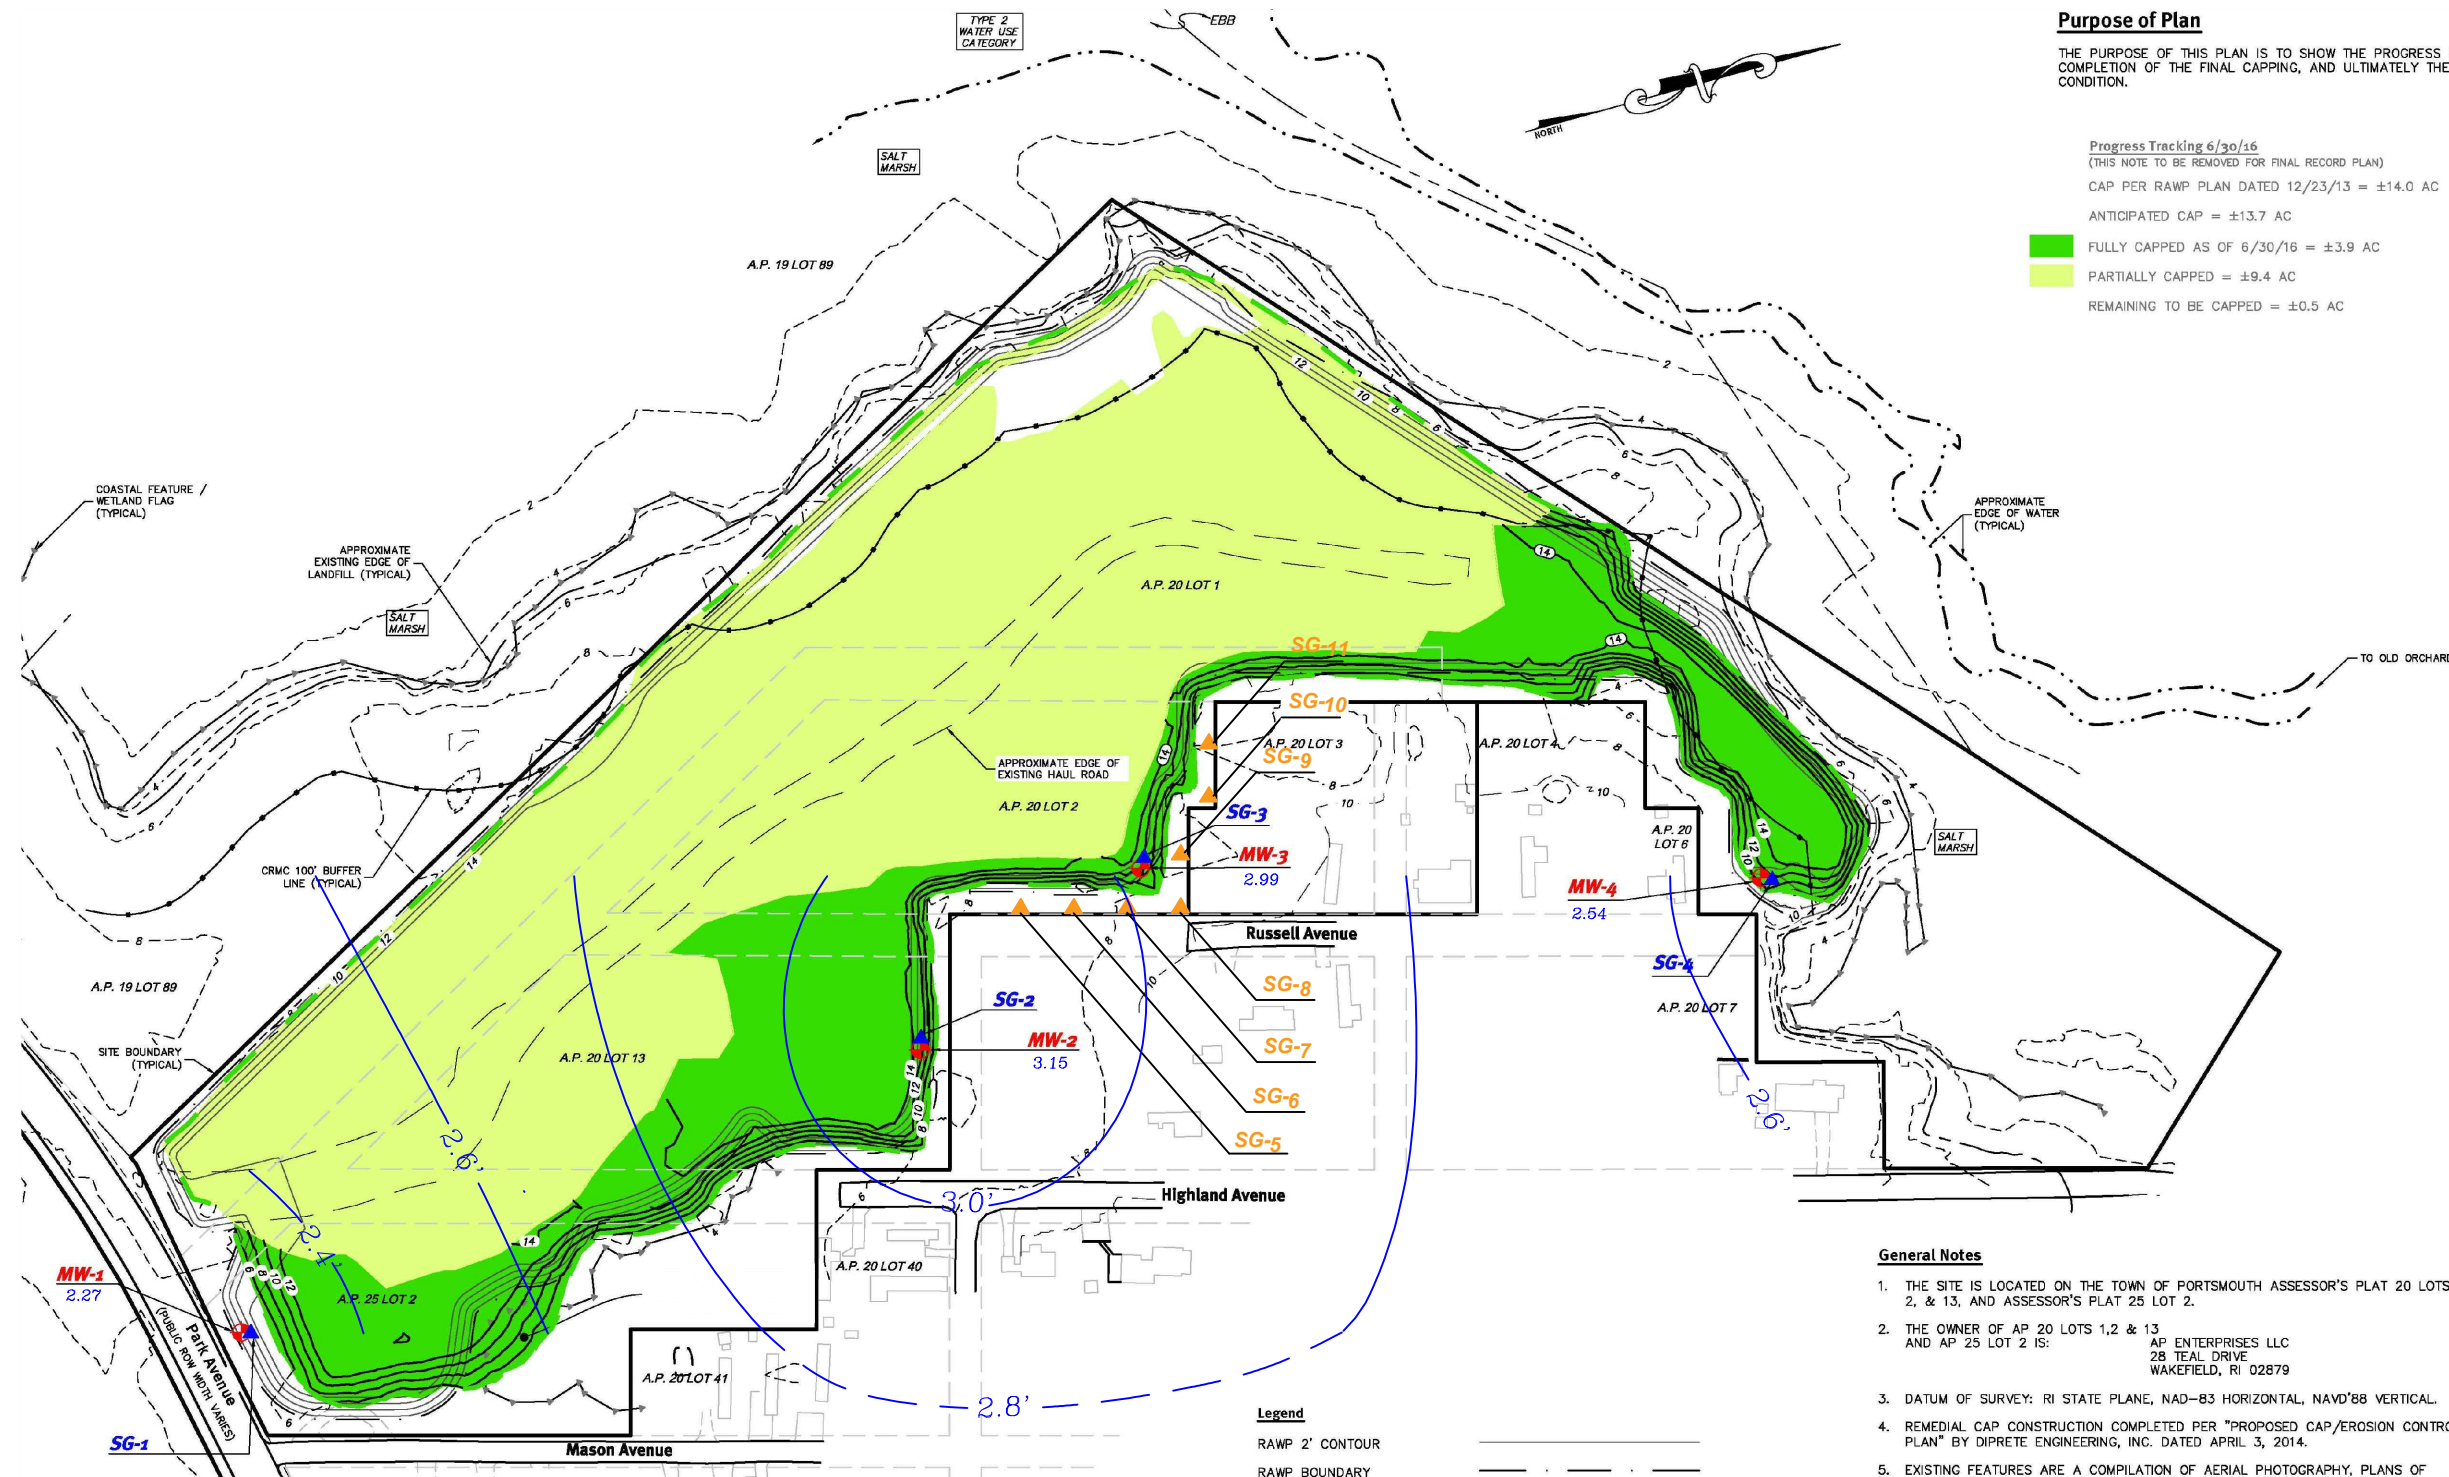 Purpose of Plan
THE PURPOSE OF THIS PLAN IS TO SHOW THE PROGRESS
COMPLETION OF THE FINAL CAPPING, AND ULTIMATELY THE
CONDITION.
Progress Tracking 6/30/16
(THIS NOTE TO BE REMOVED FOR FINAL RECORD PLAN)
CAP PER RAWP PLAN DATED 12/23/13 = ±14.0 AC
ANTICIPATED CAP = ±13.7 AC
FULLY CAPPED AS OF 6/30/16 = ±3.9 AC
PARTIALLY CAPPED = ±9.4 AC
REMAINING TO BE CAPPED = ±0.5 AC
TYPE 2
WATER USE
CATEGORY
EBB
NORTH
SALT
MARSH
A.P. 19 LOT 89
COASTAL FEATURE /
WETLAND FLAG
(TYPICAL)
APPROXIMATE
EXISTING EDGE OF
LANDFILL (TYPICAL)
SALT
MARSH
APPROXIMATE
EDGE OF WATER
(TYPICAL)
TO OLD ORCHARD
A.P. 20 LOT 1
SG-11
SG-10
A.P. 20 LOT 3
SG-9
A.P. 20 LOT 4
APPROXIMATE EDGE OF
EXISTING HAUL ROAD
A.P. 20 LOT 2
SG-3
MW-3
2.99
A.P. 20
LOT 6
SALT
MARSH
CRMC 100' BUFFER
LINE (TYPICAL)
MW-4
2.54
Russell Avenue
SG-4
A.P. 20 LOT 7
A.P. 19 LOT 89
SG-8
SG-2
MW-2
3.15
SG-7
SG-6
SG-5
SITE BOUNDARY
(TYPICAL)
A.P. 20 LOT 13
2.6'
2.6'
3.0'
Highland Avenue
2.4'
A.P. 20 LOT 40
MW-1
2.27
A.P. 25 LOT 2
Park Avenue
(PUBLIC ROW WIDTH VARIES)
A.P. 20 LOT 41
2.8'
SG-1
Mason Avenue
Legend
RAWP 2' CONTOUR
RAWP BOUNDARY
General Notes
1. THE SITE IS LOCATED ON THE TOWN OF PORTSMOUTH ASSESSOR'S PLAT 20 LOTS
2, & 13, AND ASSESSOR'S PLAT 25 LOT 2.
2. THE OWNER OF AP 20 LOTS 1,2 & 13
AND AP 25 LOT 2 IS: AP ENTERPRISES LLC
28 TEAL DRIVE
WAKEFIELD, RI 02879
3. DATUM OF SURVEY: RI STATE PLANE, NAD-83 HORIZONTAL, NAVD'88 VERTICAL.
4. REMEDIAL CAP CONSTRUCTION COMPLETED PER "PROPOSED CAP/EROSION CONTRO
PLAN" BY DIPRETE ENGINEERING, INC. DATED APRIL 3, 2014.
5. EXISTING FEATURES ARE A COMPILATION OF AERIAL PHOTOGRAPHY, PLANS OF